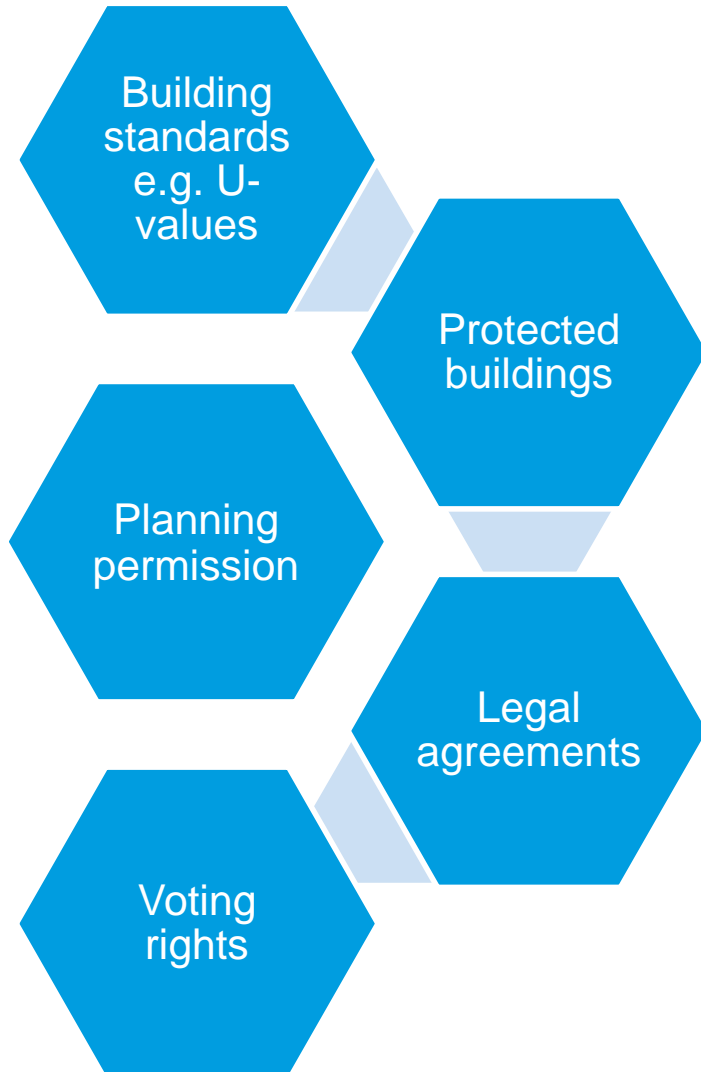 Building
standards
e.g. U-
values
Protected
buildings
Planning
permission
Legal
agreements
Voting
rights